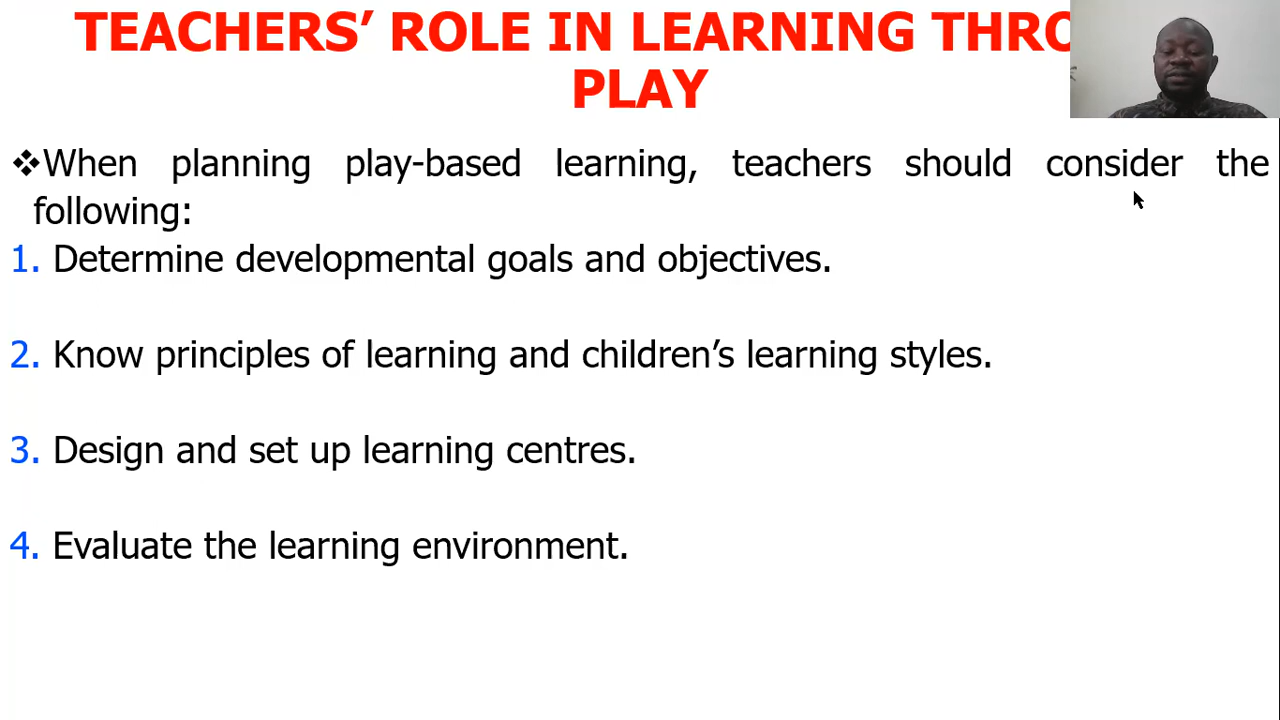 TEACHERS’ ROLE IN LEARNING
PLAY
❖When planning play-based learning, teachers should consider the
following:
1. Determine developmental goals and objectives.
2. Know principles of learning and children’s learning styles.
3. Design and set up learning centres.
4. Evaluate the learning environment.